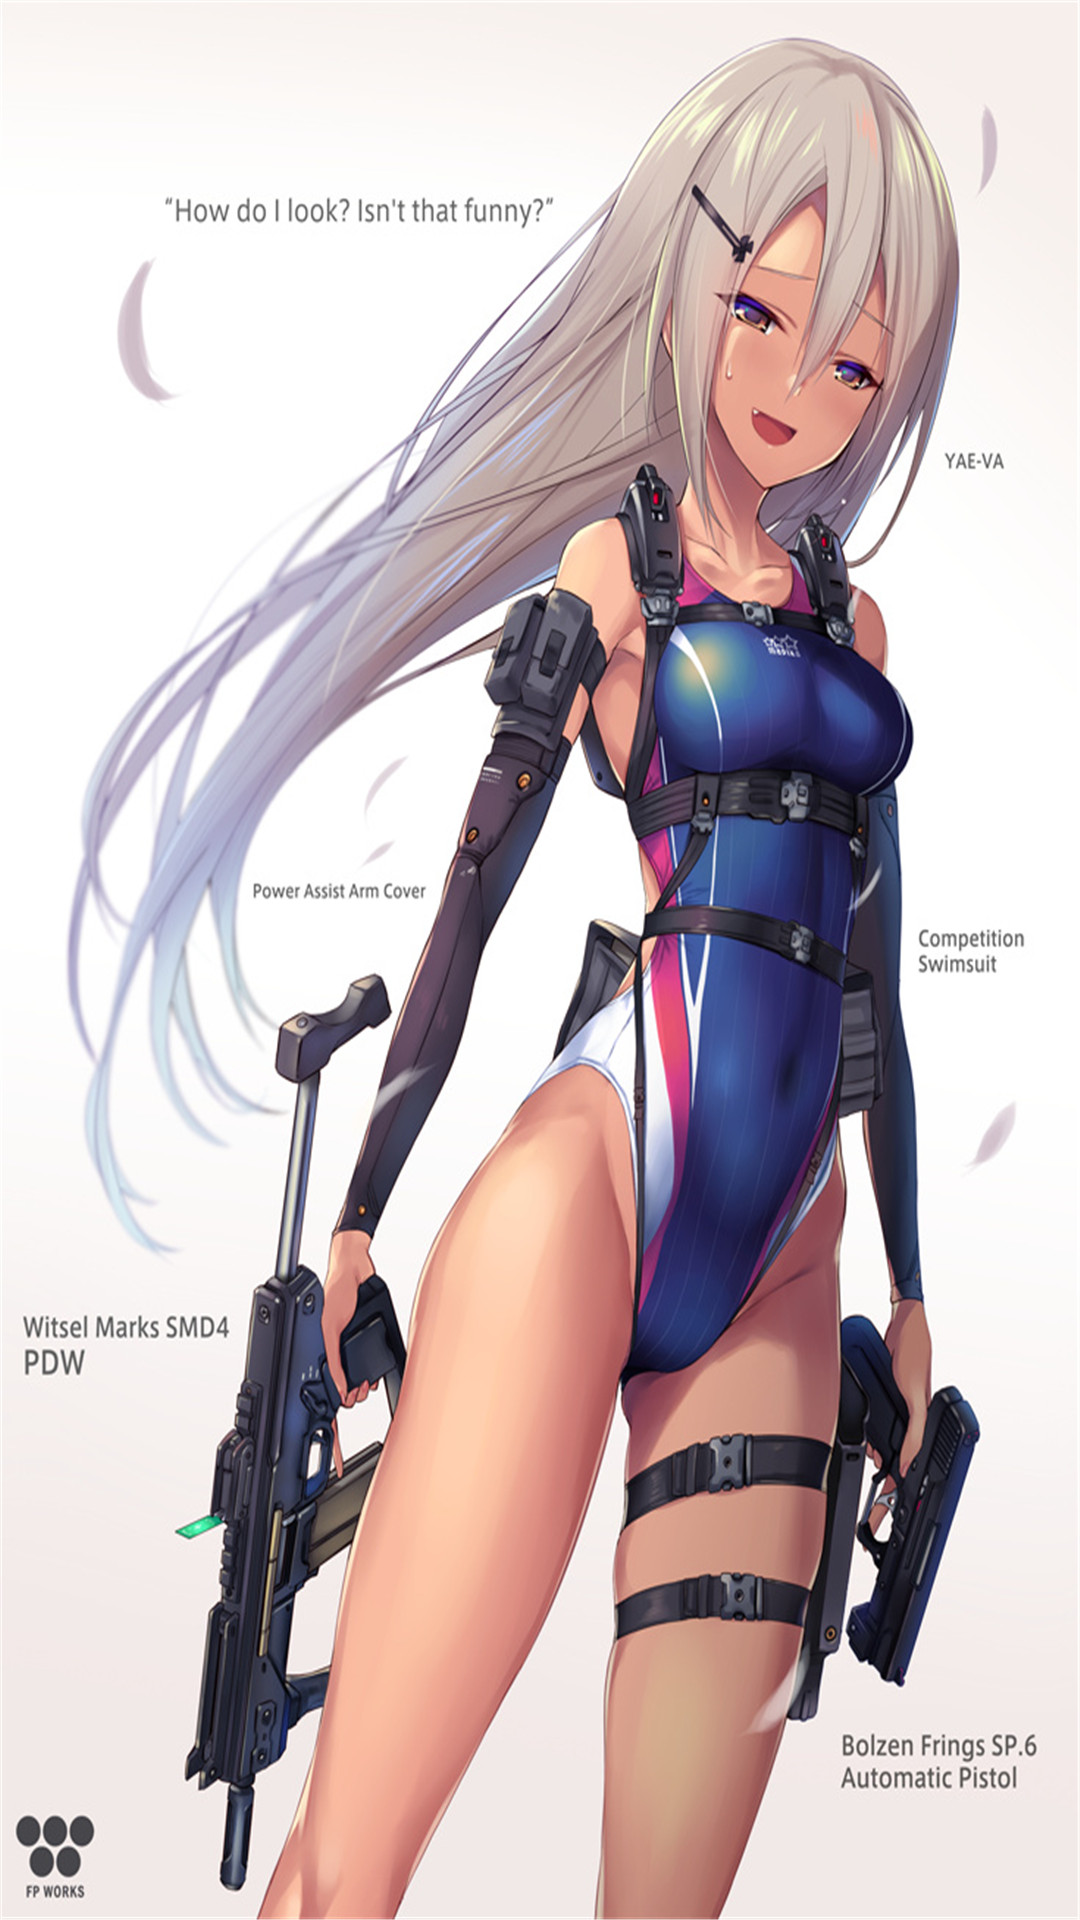 “How do I look? Isn't that funny?”
YAE-VA
Power Assist Arm Cover
Competition
Swimsuit
Witsel Marks SMD4
PDW
Bolzen Frings SP.6
Automatic Pistol
FP WORKS